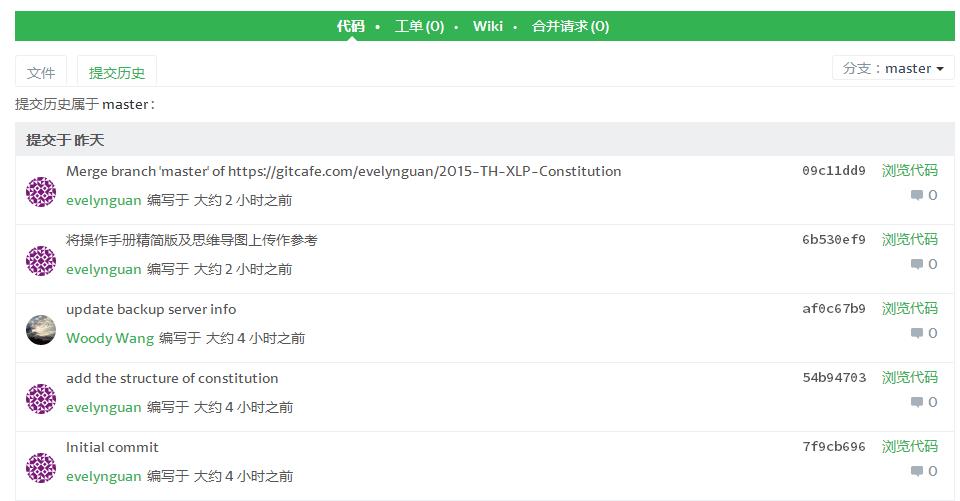 代码 • 工单(0) • Wiki • 合并请求(0)
文件 提交历史 分支：master
提交历史属于 master：
提交于 昨天
Merge branch 'master' of https://gitcafe.com/evelynguan/2015-TH-XLP-Constitution 09c11dd9 浏览代码
evelynguan 编写于 大约 2 小时之前 0
将操作手册精简版及思维导图上传作参考 6b530ef9 浏览代码
evelynguan 编写于 大约 2 小时之前 0
update backup server info af0c67b9 浏览代码
Woody Wang 编写于 大约 4 小时之前 0
add the structure of constitution 54b94703 浏览代码
evelynguan 编写于 大约 4 小时之前 0
Initial commit 7f9cb696 浏览代码
evelynguan 编写于 大约 4 小时之前 0